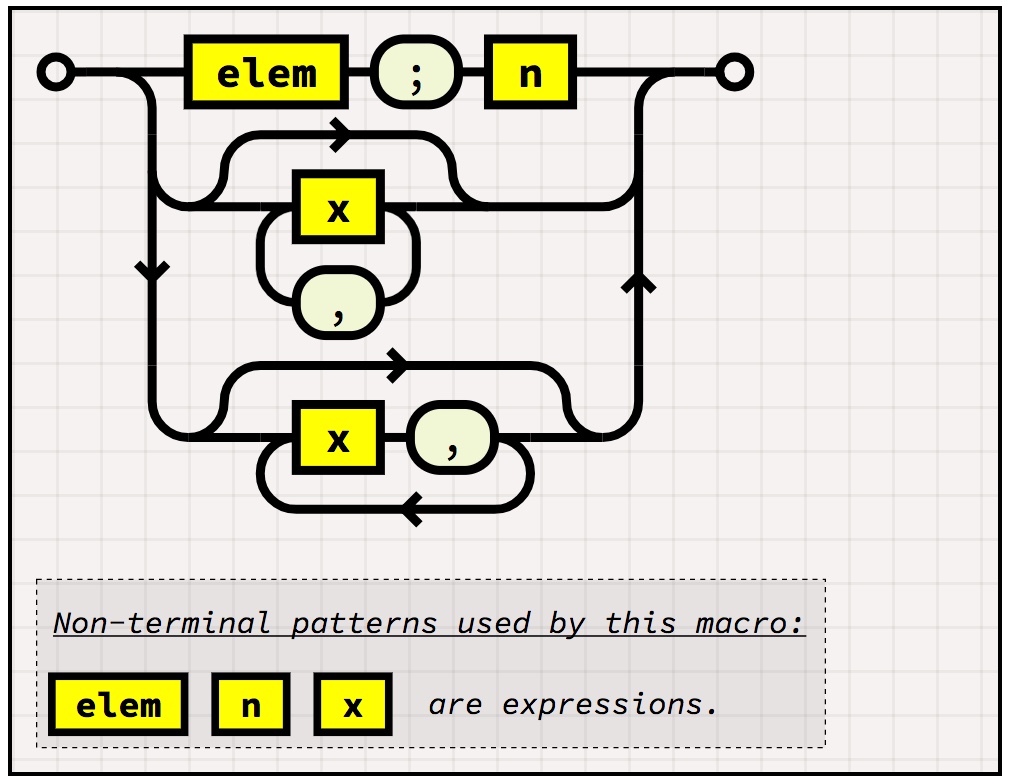 elem ; n
x
,
x ,
Non-terminal patterns used by this macro:
elem n x are expressions.